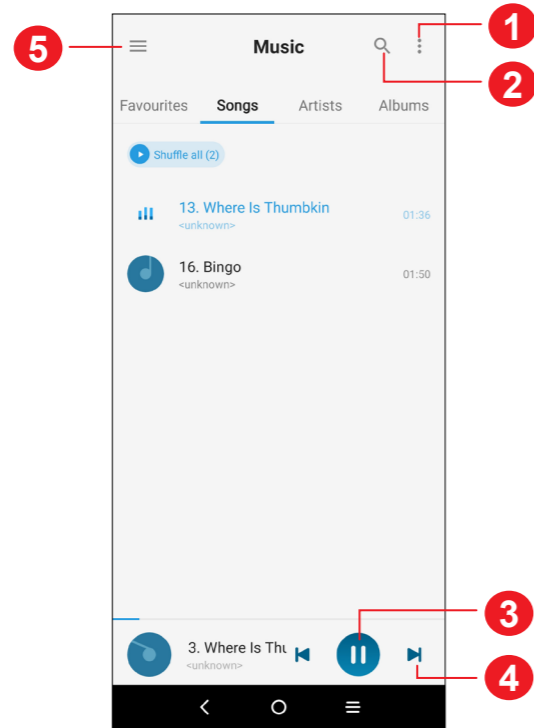 1
5
Music
2
Favourites Songs Artists Albums
Shuffle all (2)
13. Where Is Thumbkin
<unknown>
01:36
16. Bingo
<unknown>
01:50
3
3. Where Is Thu
<unknown>
4